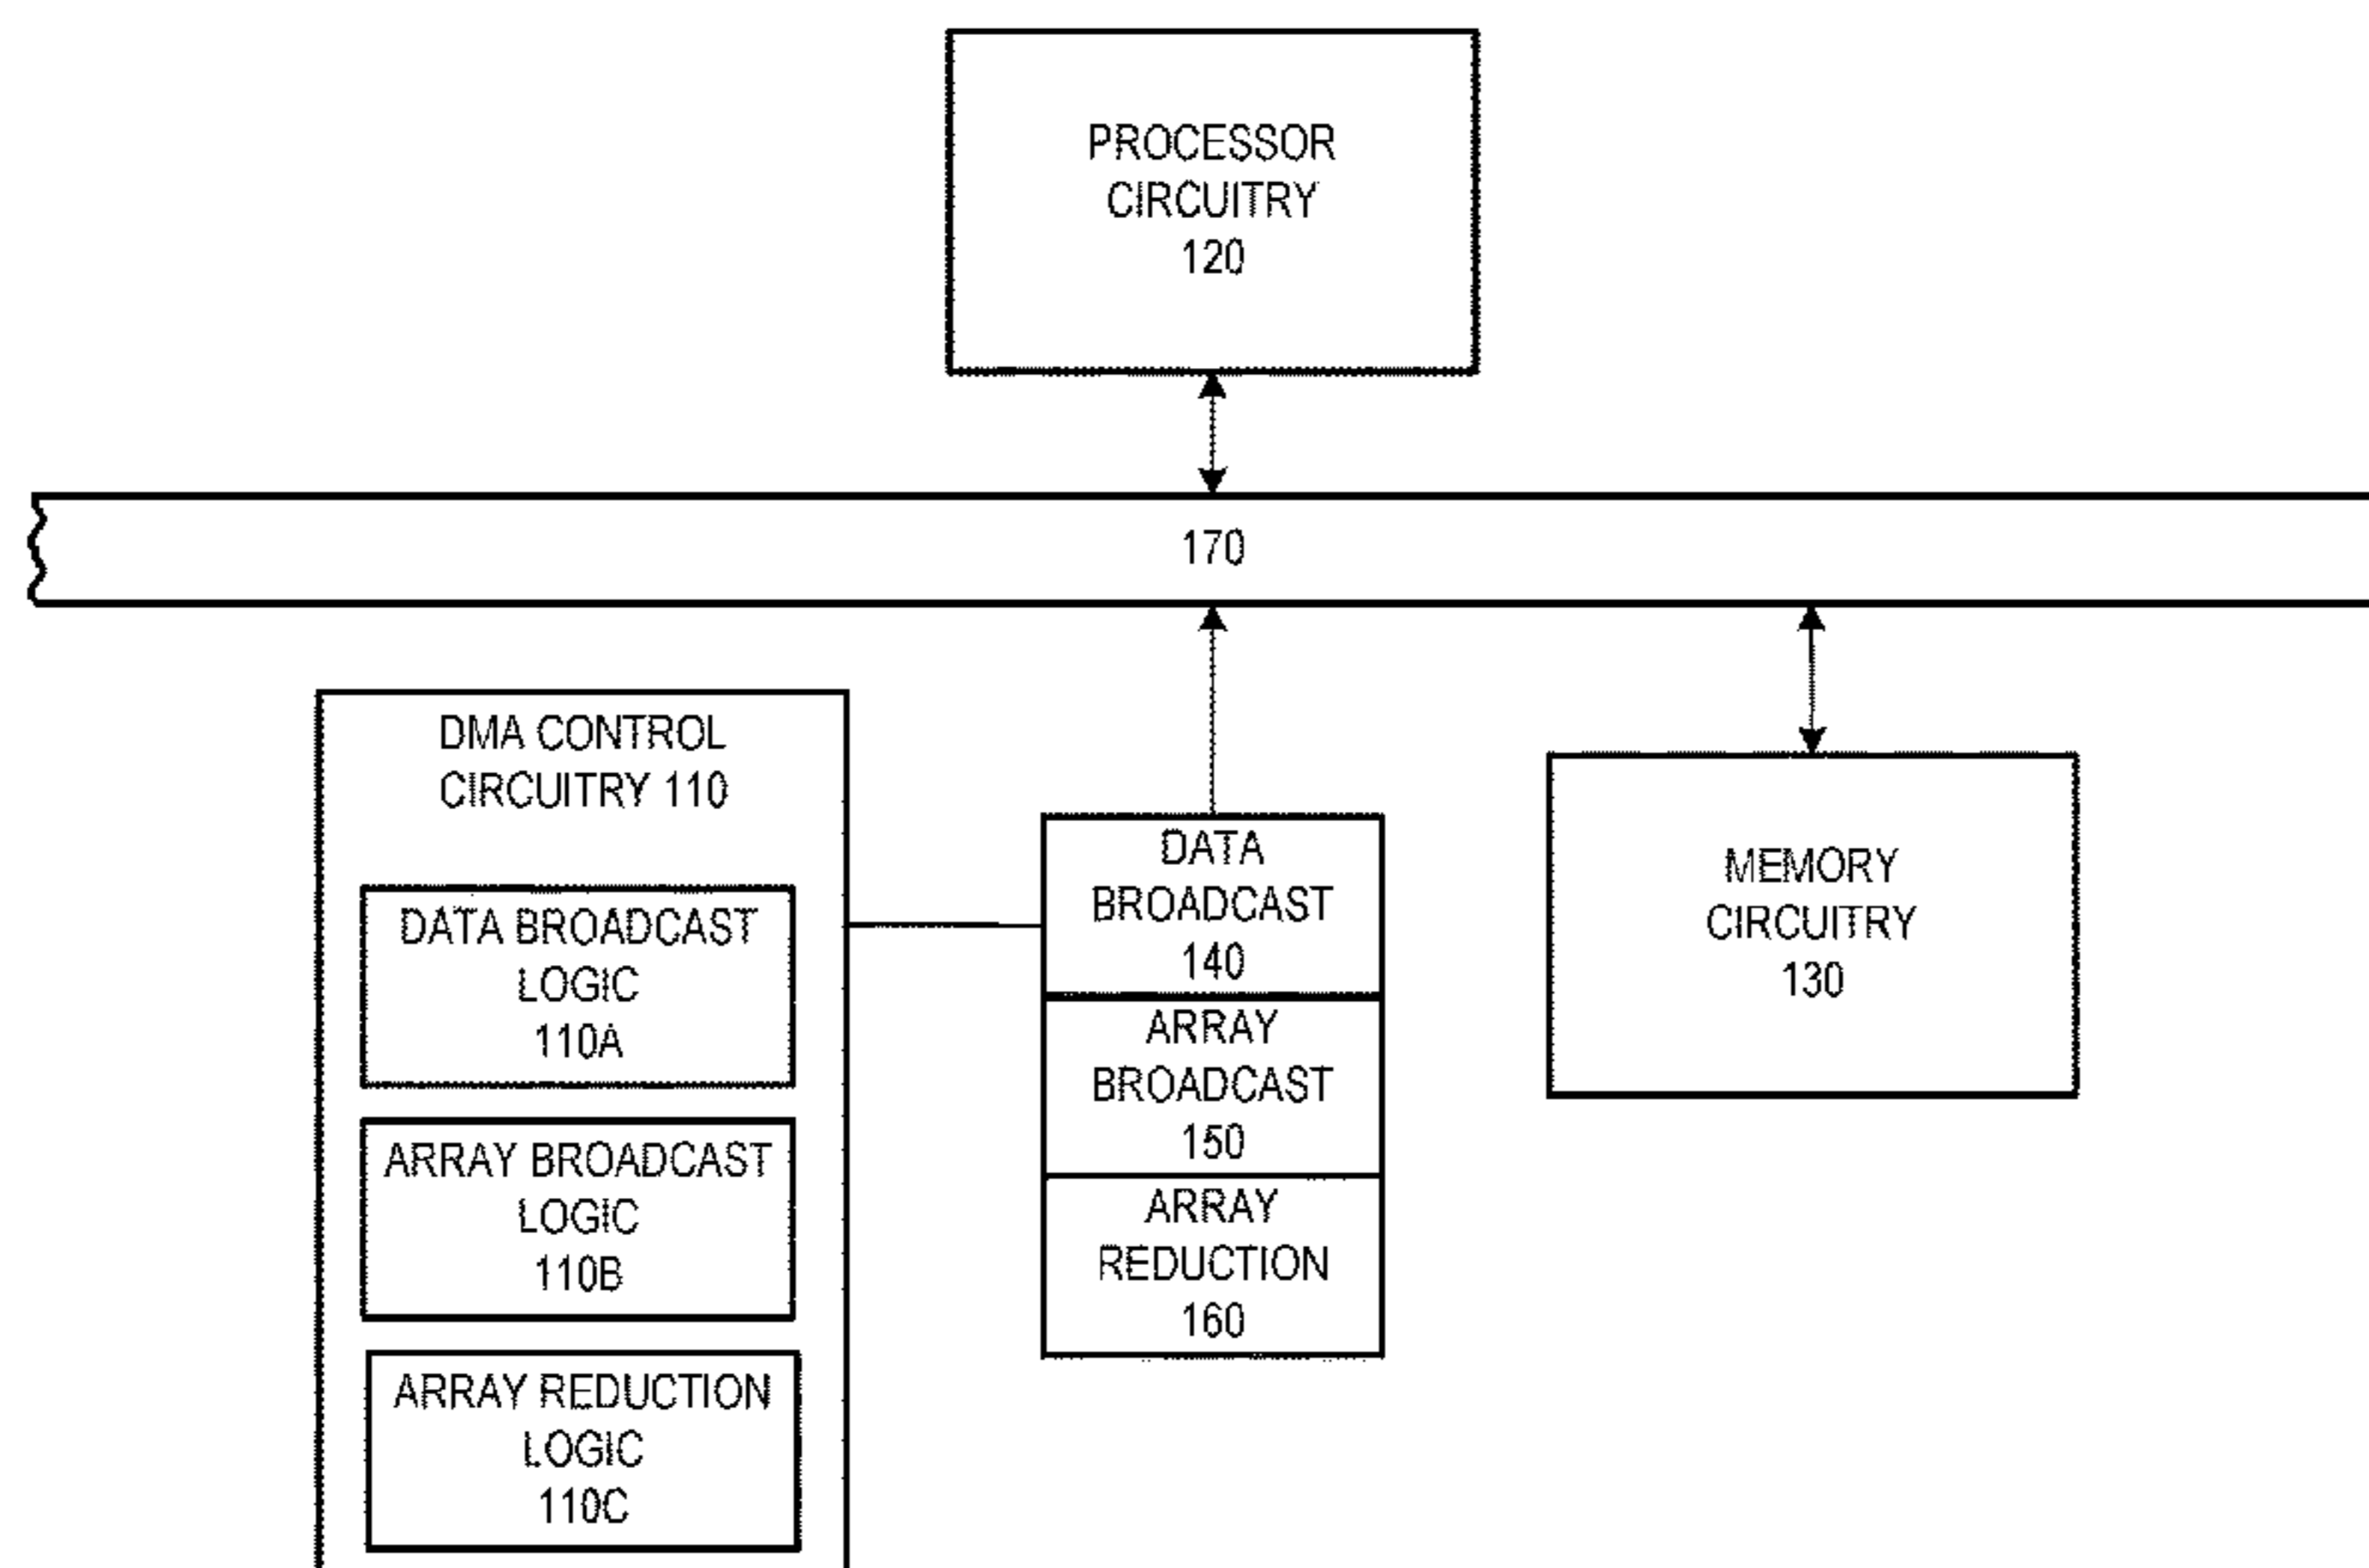 PROCESSOR
CIRCUITRY
120
170
DMA CONTROL
CIRCUITRY 110
DATA BROADCAST
LOGIC
110A
ARRAY BROADCAST
LOGIC
110B
ARRAY REDUCTION
LOGIC
110C
DATA
BROADCAST
140
ARRAY
BROADCAST
150
ARRAY
REDUCTION
160
MEMORY
CIRCUITRY
130